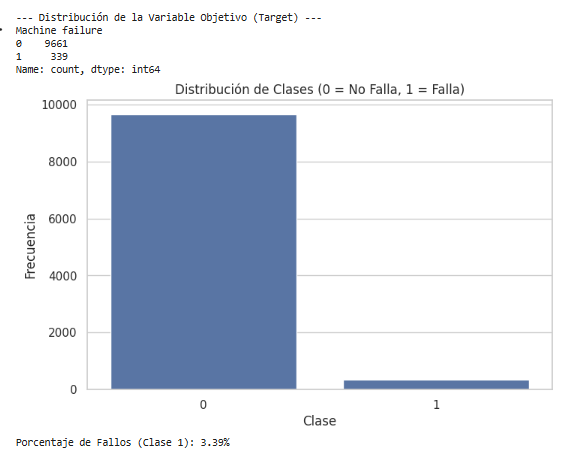 --- Distribución de la Variable Objetivo (Target) ---
Machine failure
0    9661
1     339
Name: count, dtype: int64
Distribución de Clases (0 = No Falla, 1 = Falla)
10000
8000
6000
4000
2000
0
Frecuencia
0 1
Clase
Porcentaje de Fallos (Clase 1): 3.39%